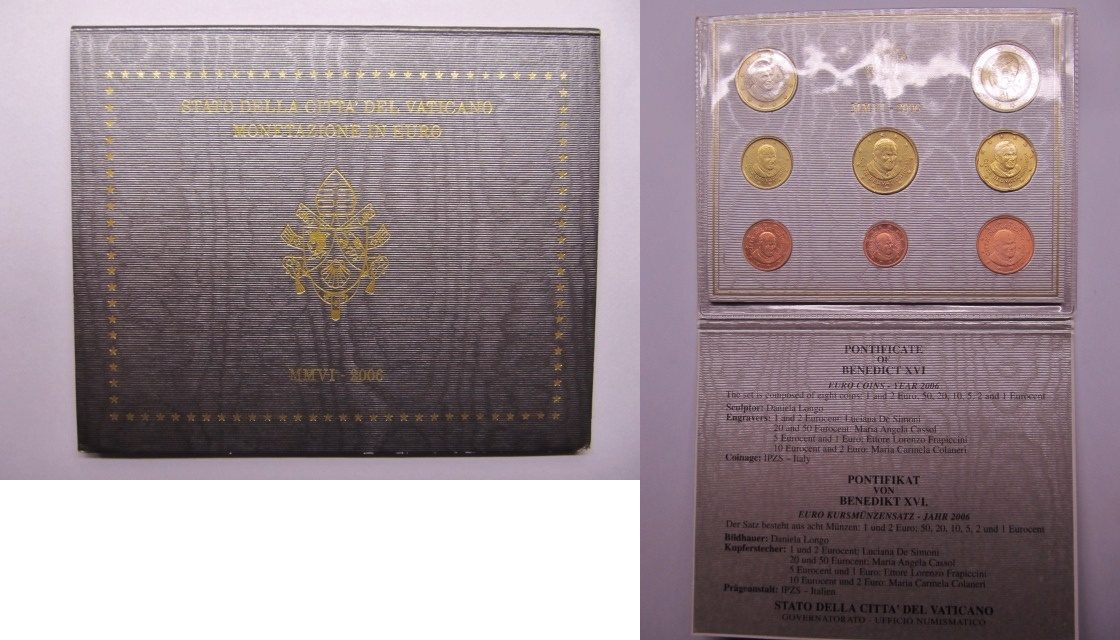 STATO DELLA CITTA' DEL VATICANO
MONETAZIONE IN EURO
MMVI - 2006
MMVI - 2006
PONTIFICATE
OF
BENEDICT XVI
EURO COINS - YEAR 2006
The set is composed of eight coins: 1 and 2 Euro, 50, 20, 10, 5, 2 and 1 Eurocent
Sculptor: Daniela Longo
Engravers: 1 and 2 Eurocent: Luciana De Simoni
20 and 50 Eurocent: Maria Angela Cassol
5 Eurocent and 1 Euro: Ettore Lorenzo Frapiccini
10 Eurocent and 2 Euro: Maria Carmela Colaneri
Coinage: IPZS – Italy
PONTIFIKAT
VON
BENEDIKT XVI.
EURO KURSMÜNZENSATZ - JAHR 2006
Der Satz besteht aus acht Münzen: 1 und 2 Euro; 50, 20, 10, 5, 2 und 1 Eurocent
Bildhauer: Daniela Longo
Kupferstecher: 1 und 2 Eurocent: Luciana De Simoni
20 und 50 Eurocent: Maria Angela Cassol
5 Eurocent und 1 Euro: Ettore Lorenzo Frapiccini
10 Eurocent und 2 Euro: Maria Carmela Colaneri
Prägeanstalt: IPZS – Italien
STATO DELLA CITTA' DEL VATICANO
GOVERNATORATO - UFFICIO NUMISMATICO